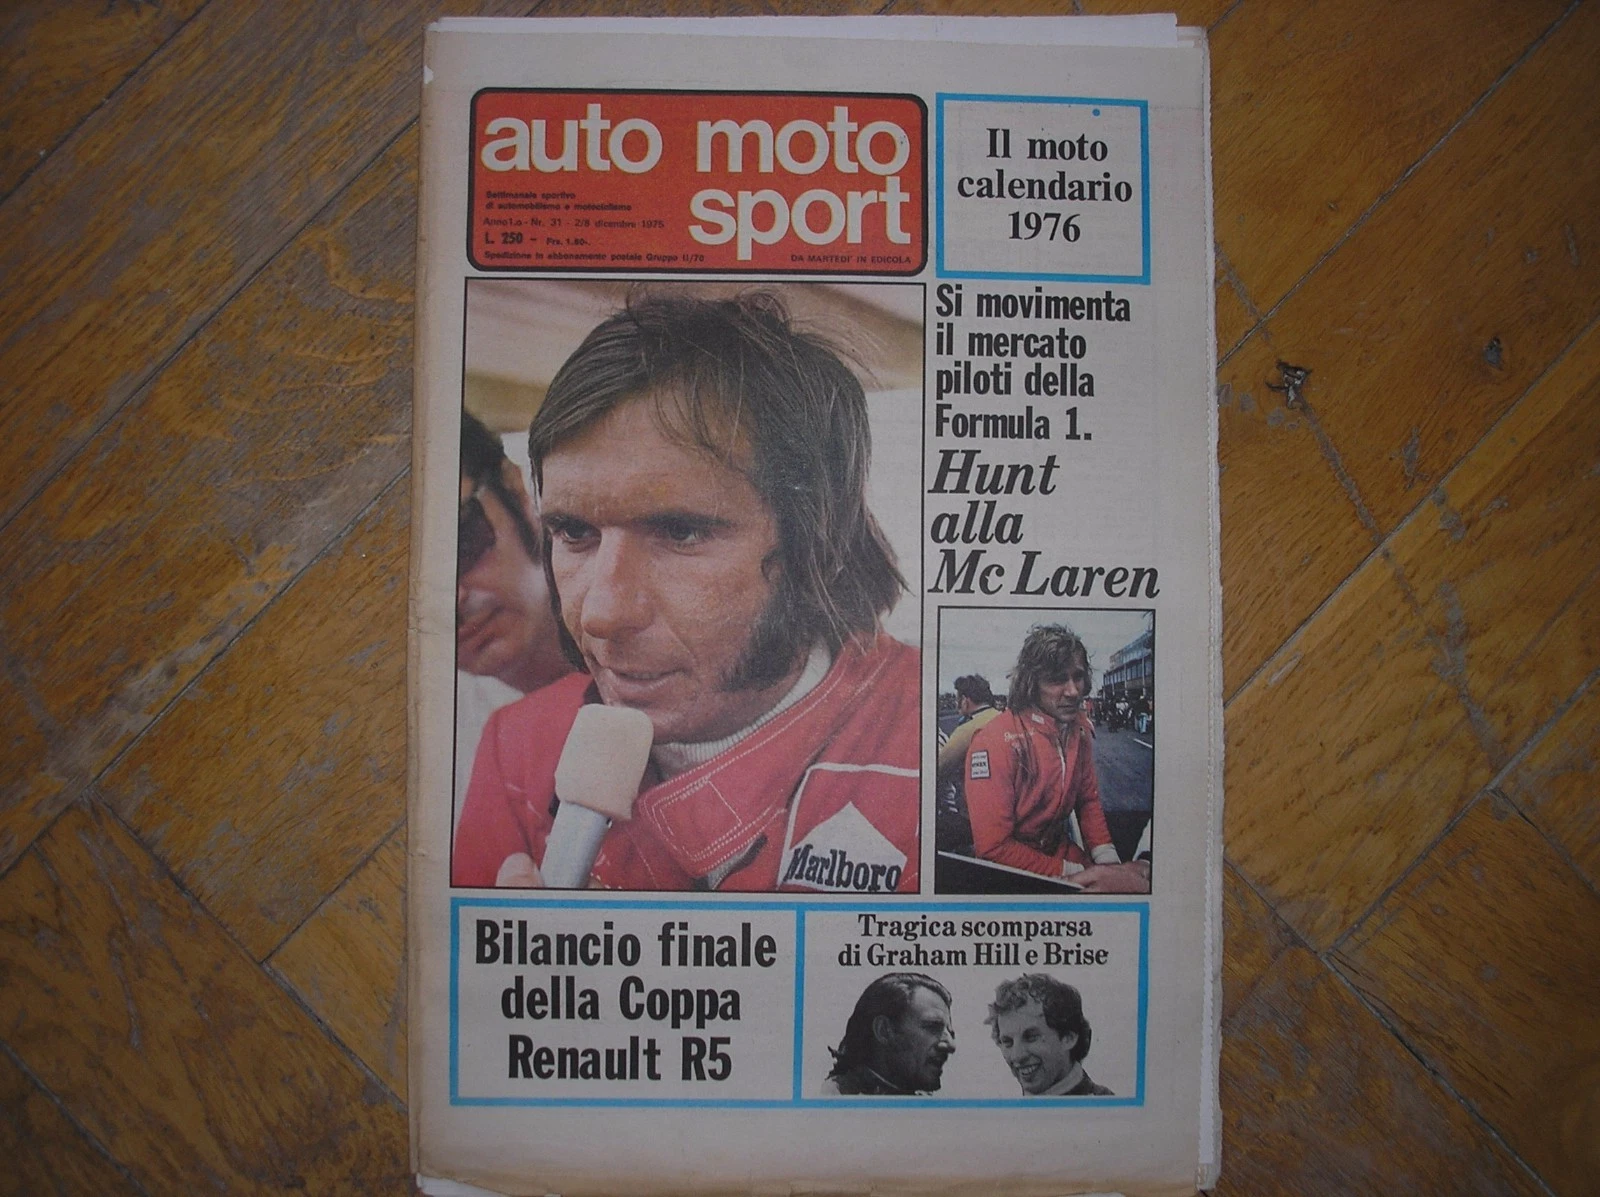 auto moto
sport
Settimanale sportivo
di automobilismo e motociclismo
Anno 1.o - Nr. 31 - 2/8 dicembre 1975
L. 250 - Frs. 1.80.
Spedizione in abbonamento postale Gruppo II/70
DA MARTEDI' IN EDICOLA
Il moto
calendario
1976
Si movimenta
il mercato
piloti della
Formula 1.
Hunt
alla
Mc Laren
Marlboro
Bilancio finale
della Coppa
Renault R5
Tragica scomparsa
di Graham Hill e Brise